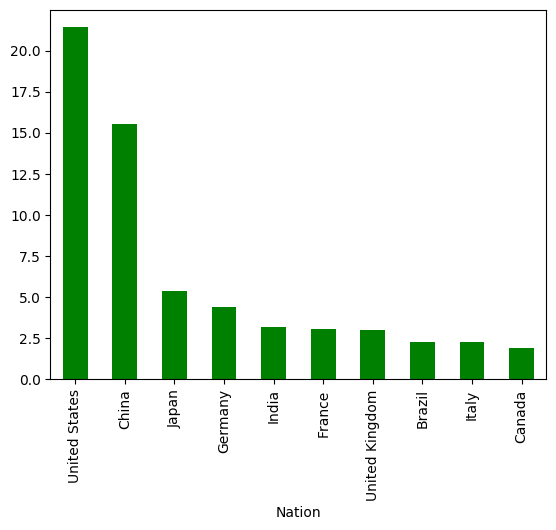 20.0
17.5
15.0
12.5
10.0
7.5
5.0
2.5
0.0
United States
China
Japan
Germany
India
France
United Kingdom
Brazil
Italy
Canada
Nation